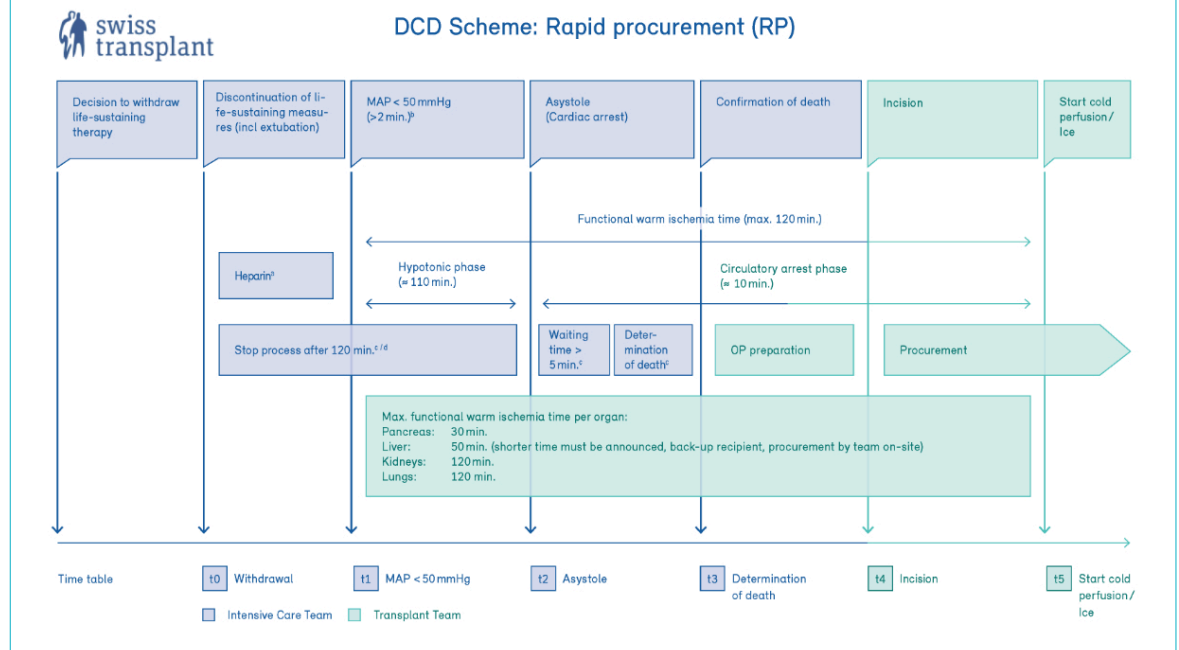 swiss
transplant
DCD Scheme: Rapid procurement (RP)
Decision to withdraw
life-sustaining
therapy
Discontinuation of li-
fe-sustaining measu-
res (incl extubation)
MAP < 50 mmHg
(>2 min.)ᵇ
Asystole
(Cardiac arrest)
Confirmation of death
Incision
Start cold
perfusion/
Ice
Functional warm ischemia time (max. 120 min.)
Heparinᵃ
Hypotonic phase
(≈ 110 min.)
Circulatory arrest phase
(≈ 10 min.)
Stop process after 120 min.ᶜ/ᵈ
Waiting
time >
5 min.ᶜ
Deter-
mination
of deathᶜ
OP preparation
Procurement
Max. functional warm ischemia time per organ:
Pancreas: 30 min.
Liver: 50 min. (shorter time must be announced, back-up recipient, procurement by team on-site)
Kidneys: 120 min.
Lungs: 120 min.
Time table
t0 Withdrawal
t1 MAP < 50 mmHg
t2 Asystole
t3 Determination
of death
t4 Incision
t5 Start cold
perfusion/
Ice
Intensive Care Team
Transplant Team